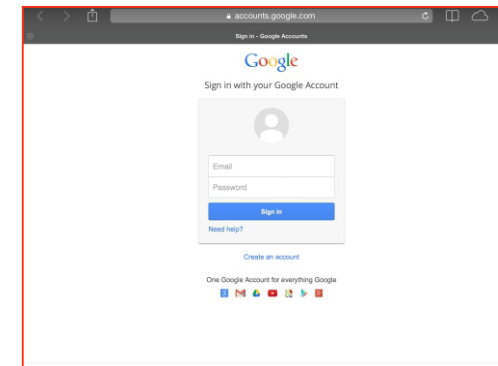 accounts.google.com
Sign in - Google Accounts
Google
Sign in with your Google Account
Email
Password
Sign in
Need help?
Create an account
One Google Account for everything Google